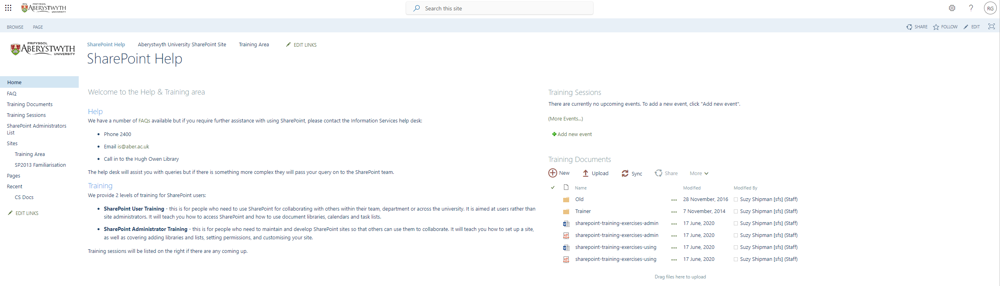 PRIFYSGOL
1872
ABERYSTWYTH
UNIVERSITY
Search this site
?
RG
BROWSE PAGE
SHARE FOLLOW EDIT
PRIFYSGOL
ABERYSTWYTH
UNIVERSITY
SharePoint Help Aberystwyth University SharePoint Site Training Area EDIT LINKS
SharePoint Help
Home
FAQ
Training Documents
Training Sessions
SharePoint Administrators
List
Sites
Training Area
SP2013 Familiarisation
Pages
Recent
CS Docs
EDIT LINKS
Welcome to the Help & Training area
Help
We have a number of FAQs available but if you require further assistance with using SharePoint, please contact the Information Services help desk:
• Phone 2400
• Email is@aber.ac.uk
• Call in to the Hugh Owen Library
The help desk will assist you with queries but if there is something more complex they will pass your query on to the SharePoint team.
Training
We provide 2 levels of training for SharePoint users:
• SharePoint User Training - this is for people who need to use SharePoint for collaborating with others within their team, department or across the university. It is aimed at users rather than
site administrators. It will teach you how to access SharePoint and how to use document libraries, calendars and task lists.
• SharePoint Administrator Training - this is for people who need to maintain and develop SharePoint sites so that others can use them to collaborate. It will teach you how to set up a site,
as well as covering adding libraries and lists, setting permissions, and customising your site.
Training sessions will be listed on the right if there are any coming up.
Training Sessions
There are currently no upcoming events. To add a new event, click "Add new event".
(More Events...)
Add new event
Training Documents
New Upload Sync Share More
Name Modified Modified By
Old ... 28 November, 2016 Suzy Shipman [sfs] (Staff)
Trainer ... 7 November, 2014 Suzy Shipman [sfs] (Staff)
sharepoint-training-exercises-admin ... 17 June, 2020 Suzy Shipman [sfs] (Staff)
sharepoint-training-exercises-admin ... 17 June, 2020 Suzy Shipman [sfs] (Staff)
sharepoint-training-exercises-using ... 17 June, 2020 Suzy Shipman [sfs] (Staff)
sharepoint-training-exercises-using ... 17 June, 2020 Suzy Shipman [sfs] (Staff)
Drag files here to upload